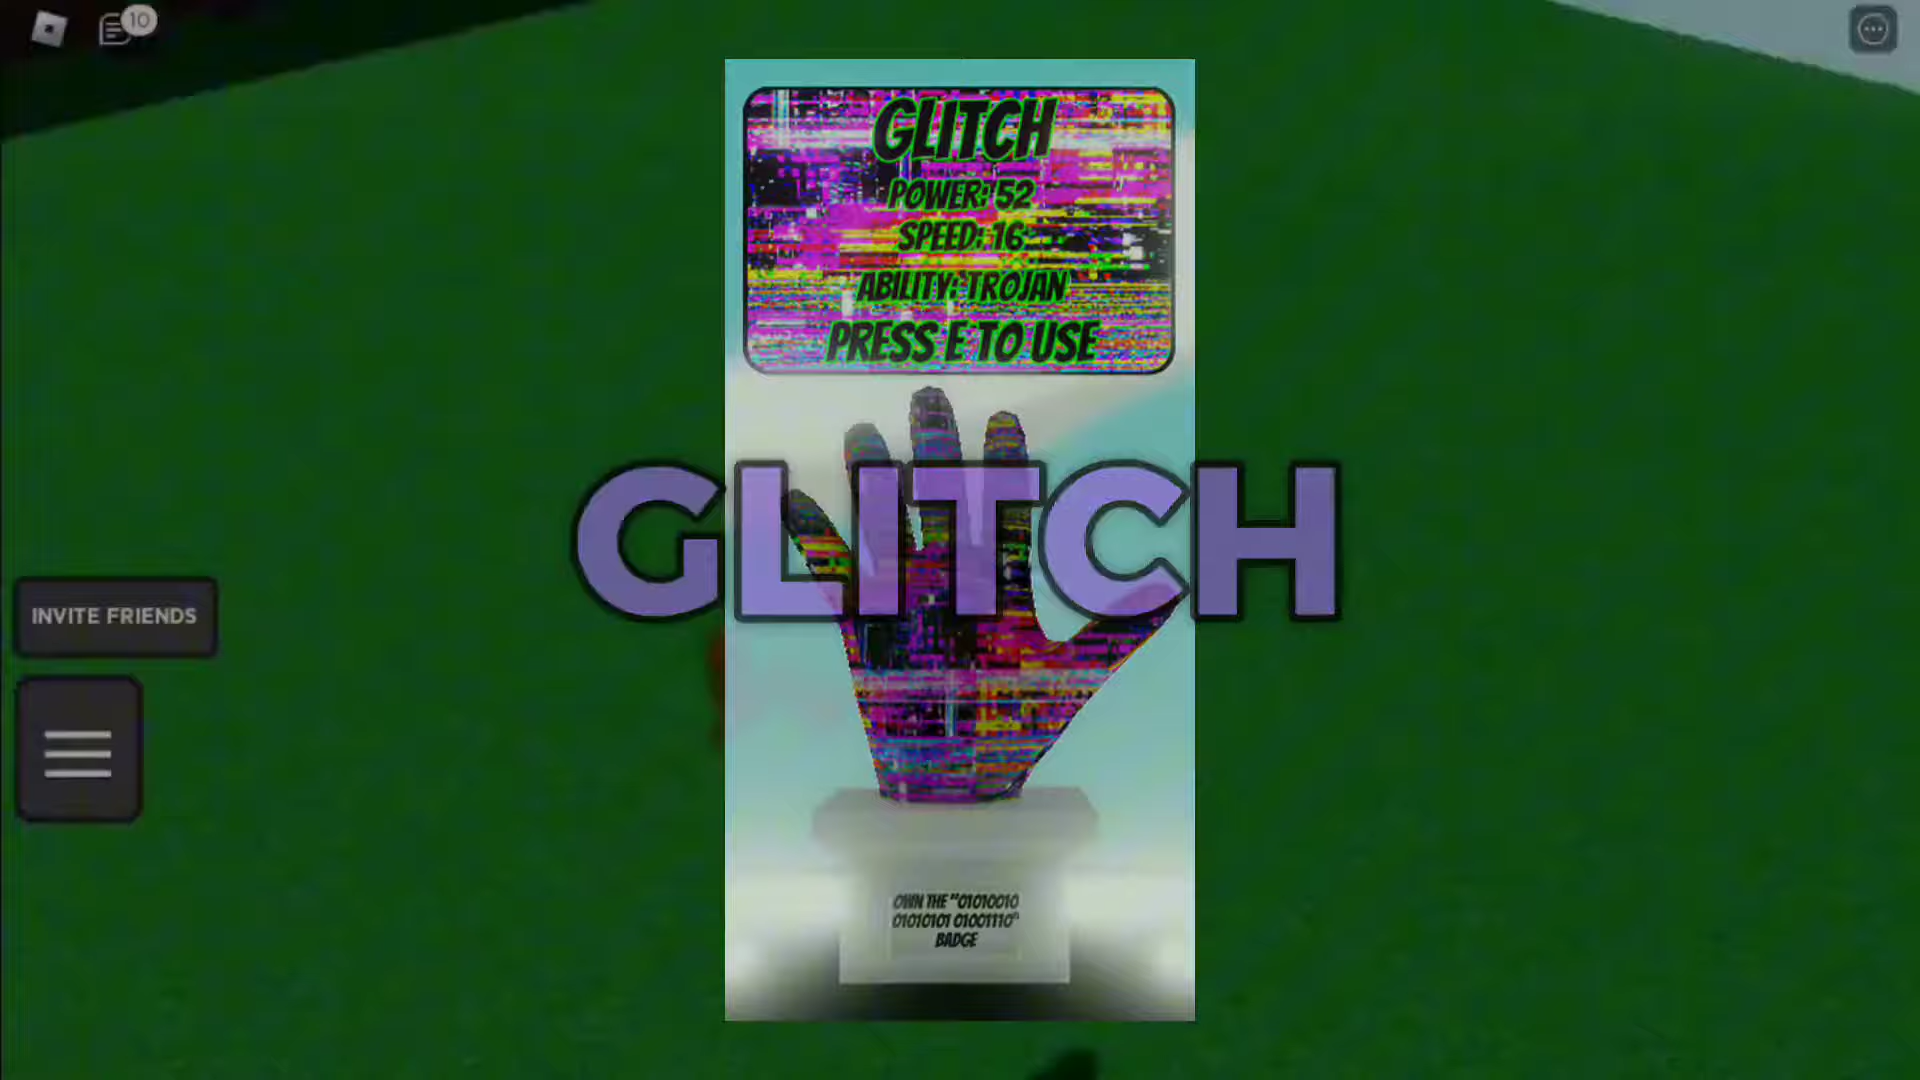 10
GLITCH
POWER: 52
SPEED: 16
ABILITY: TROJAN
PRESS E TO USE
GLITCH
INVITE FRIENDS
OWN THE "01010010
01010101 01001110"
BADGE